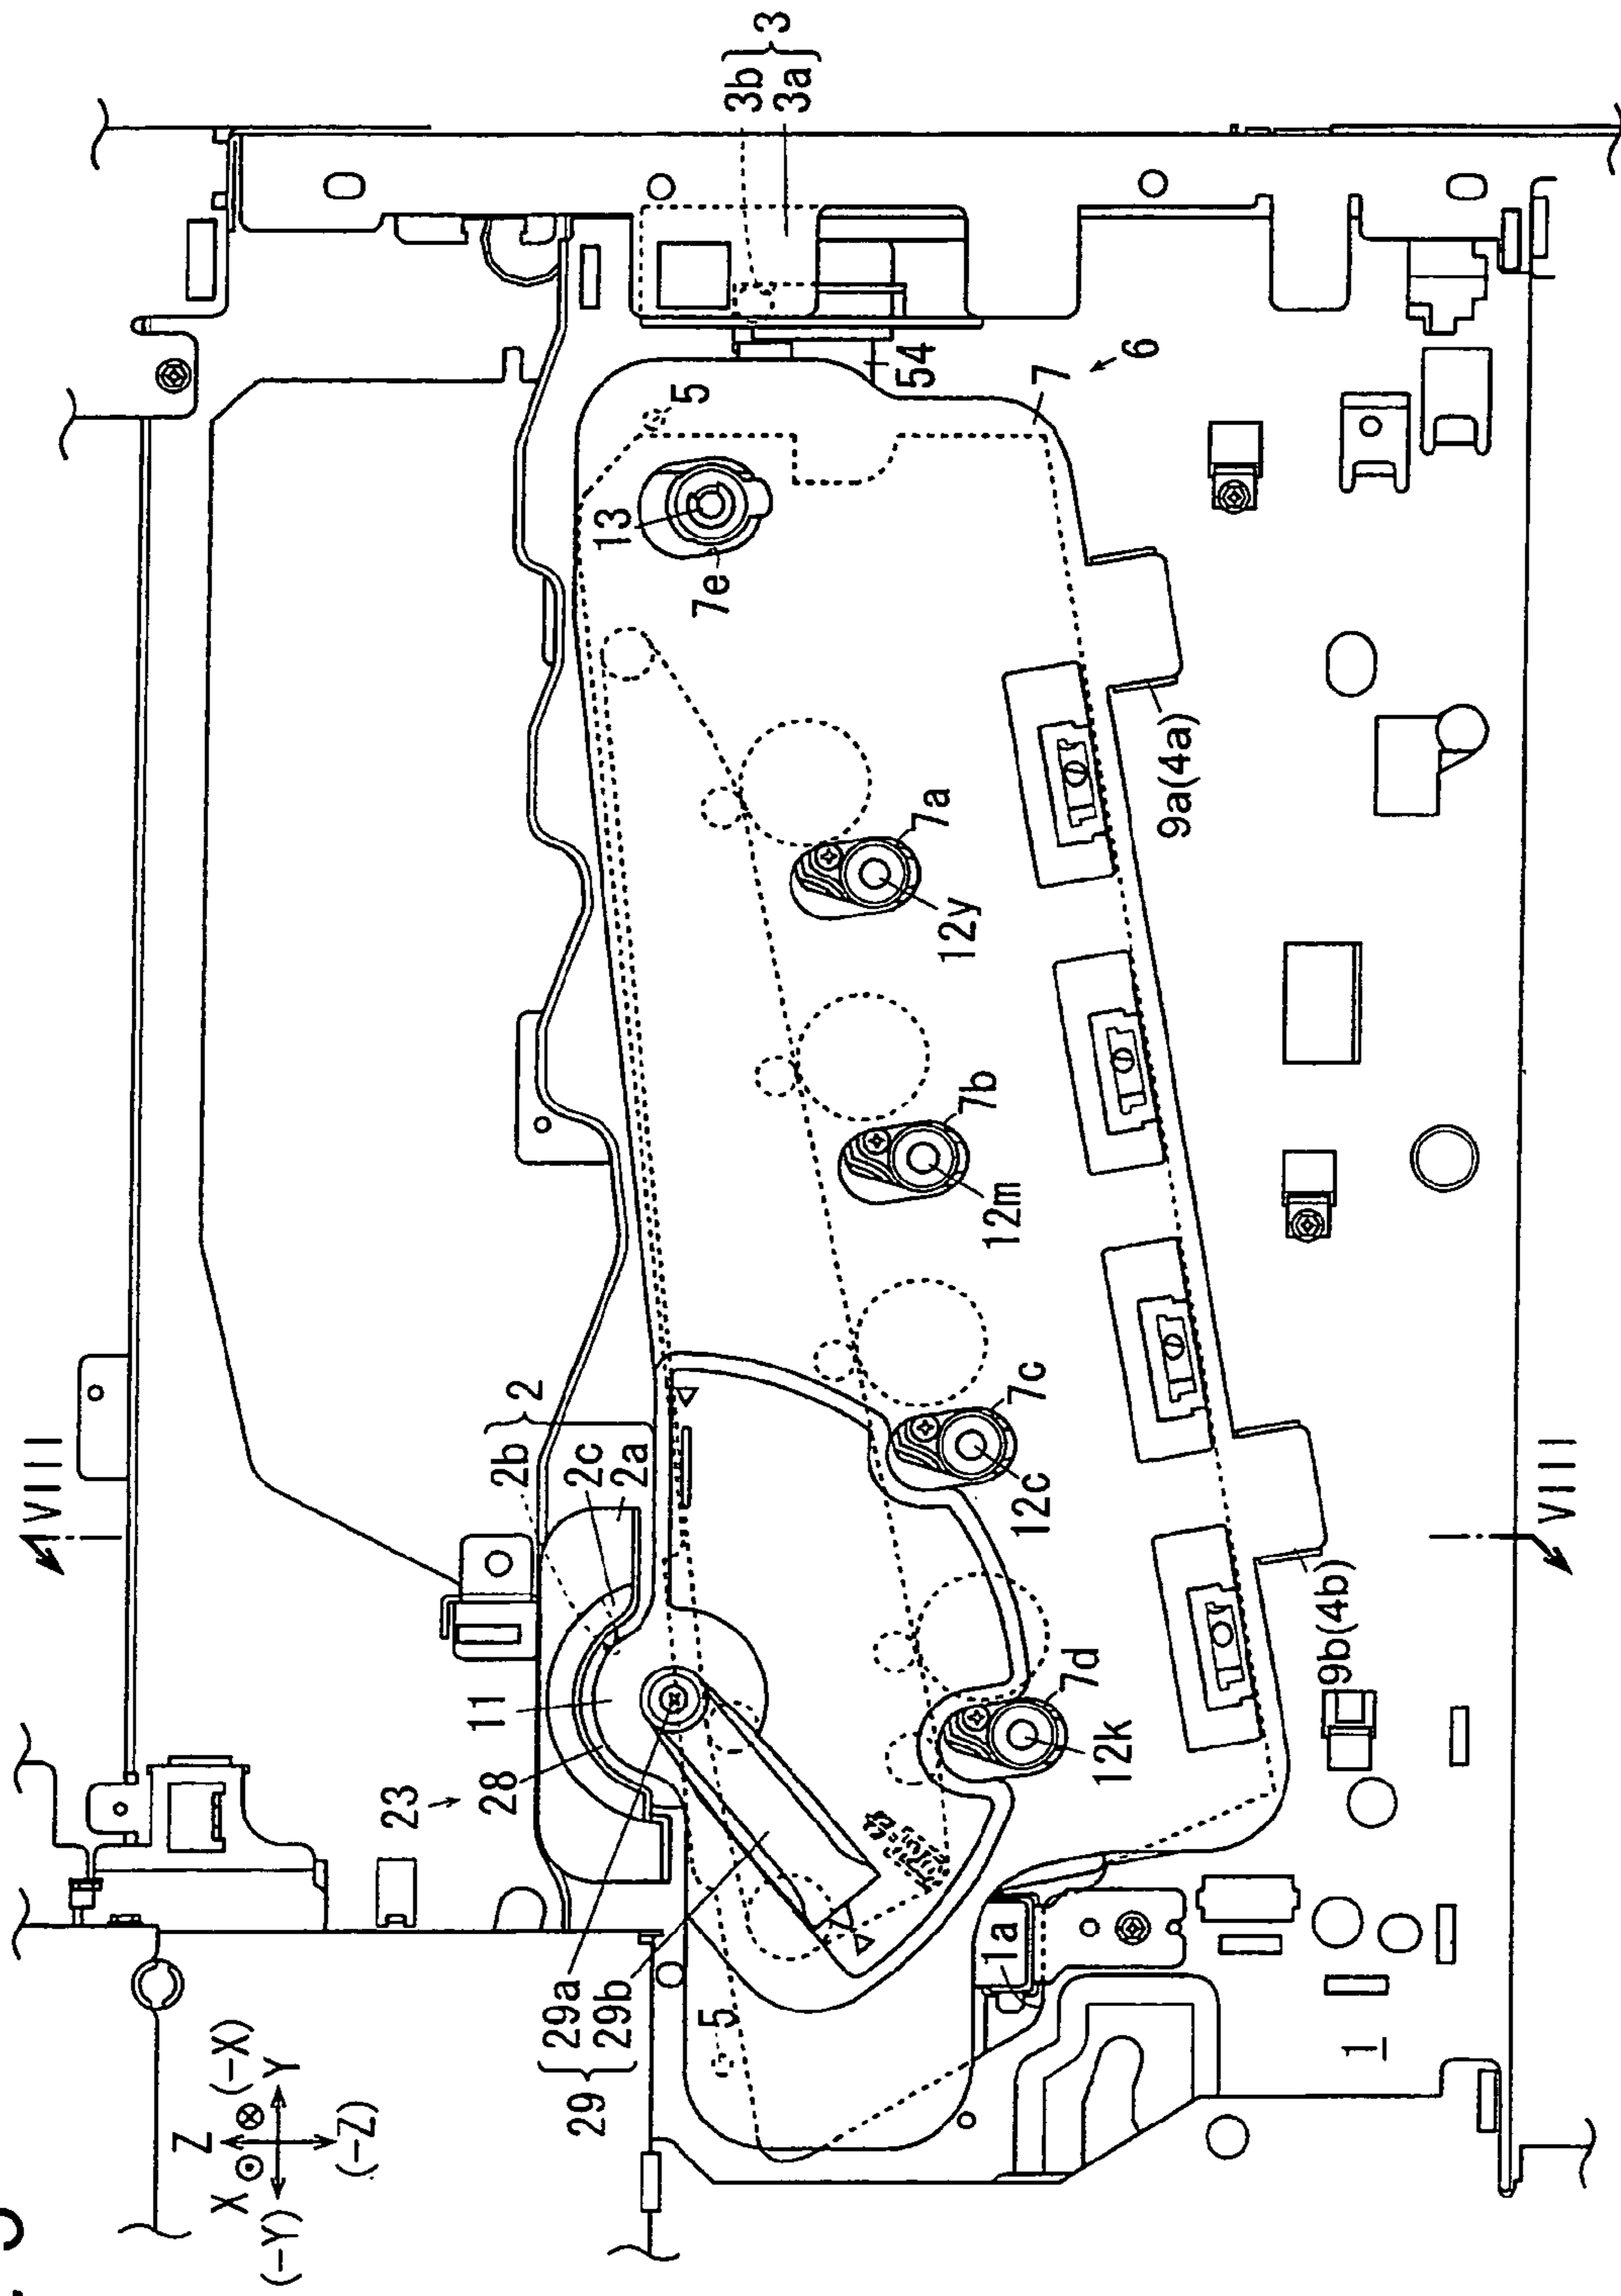 VIII
VIII
Z
X
(-X)
(-Y)
Y
(-Z)
23
28
11
2
2b
2c
2a
3
3b
3a
54
5
7
6
13
7e
7a
12y
7b
12m
7c
12c
7d
12k
9a(4a)
9b(4b)
29
29a
29b
5
1a
1